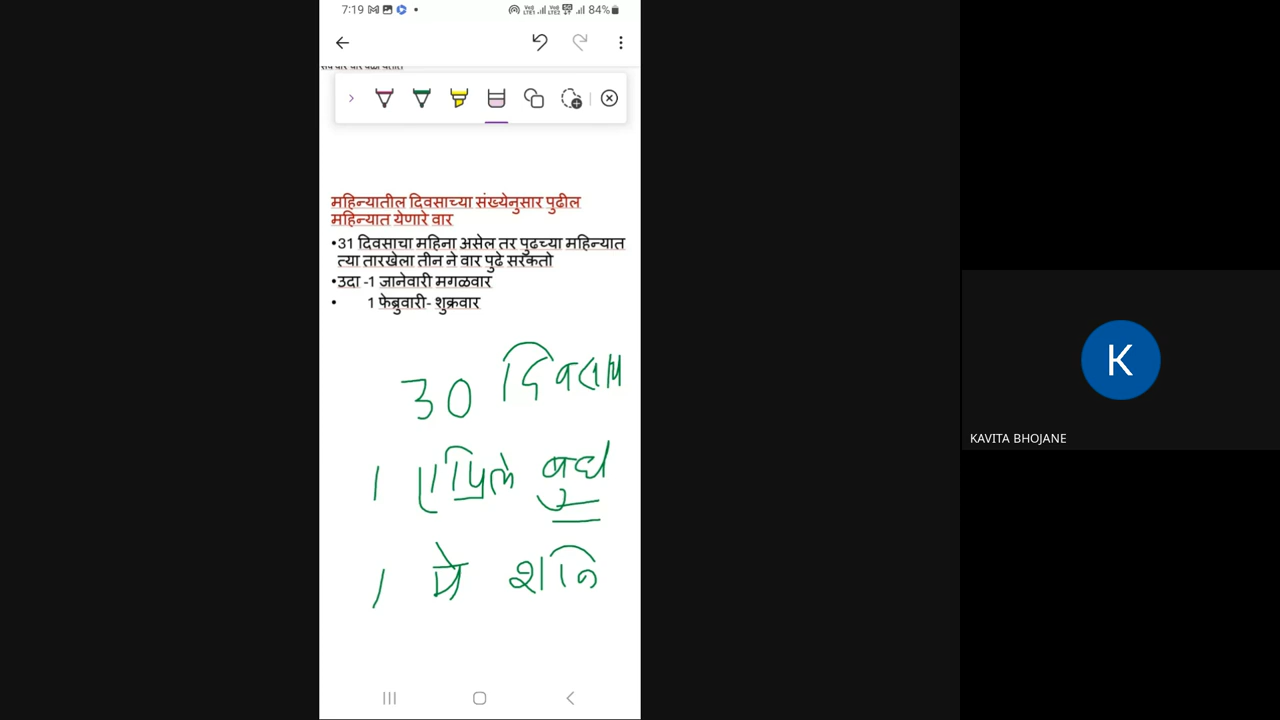 7:19
84%
महिन्यातील दिवसाच्या संख्येनुसार पुढील
महिन्यात येणारे वार
•31 दिवसाचा महिना असेल तर पुढच्या महिन्यात
त्या तारखेला तीन ने वार पुढे सरकतो
•उदा -1 जानेवारी मगळवार
• 1 फेब्रुवारी- शुक्रवार
30 दिवसाच
1 एप्रिल बुध
1 मे शनि
K
KAVITA BHOJANE